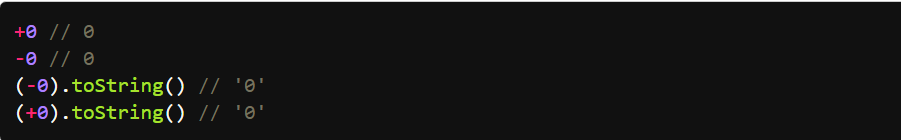 +0 // 0
-0 // 0
(-0).toString() // '0'
(+0).toString() // '0'